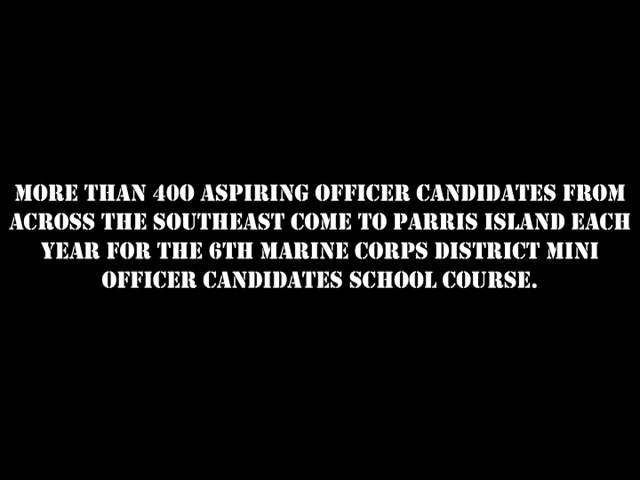 MORE THAN 400 ASPIRING OFFICER CANDIDATES FROM
ACROSS THE SOUTHEAST COME TO PARRIS ISLAND EACH
YEAR FOR THE 6TH MARINE CORPS DISTRICT MINI
OFFICER CANDIDATES SCHOOL COURSE.